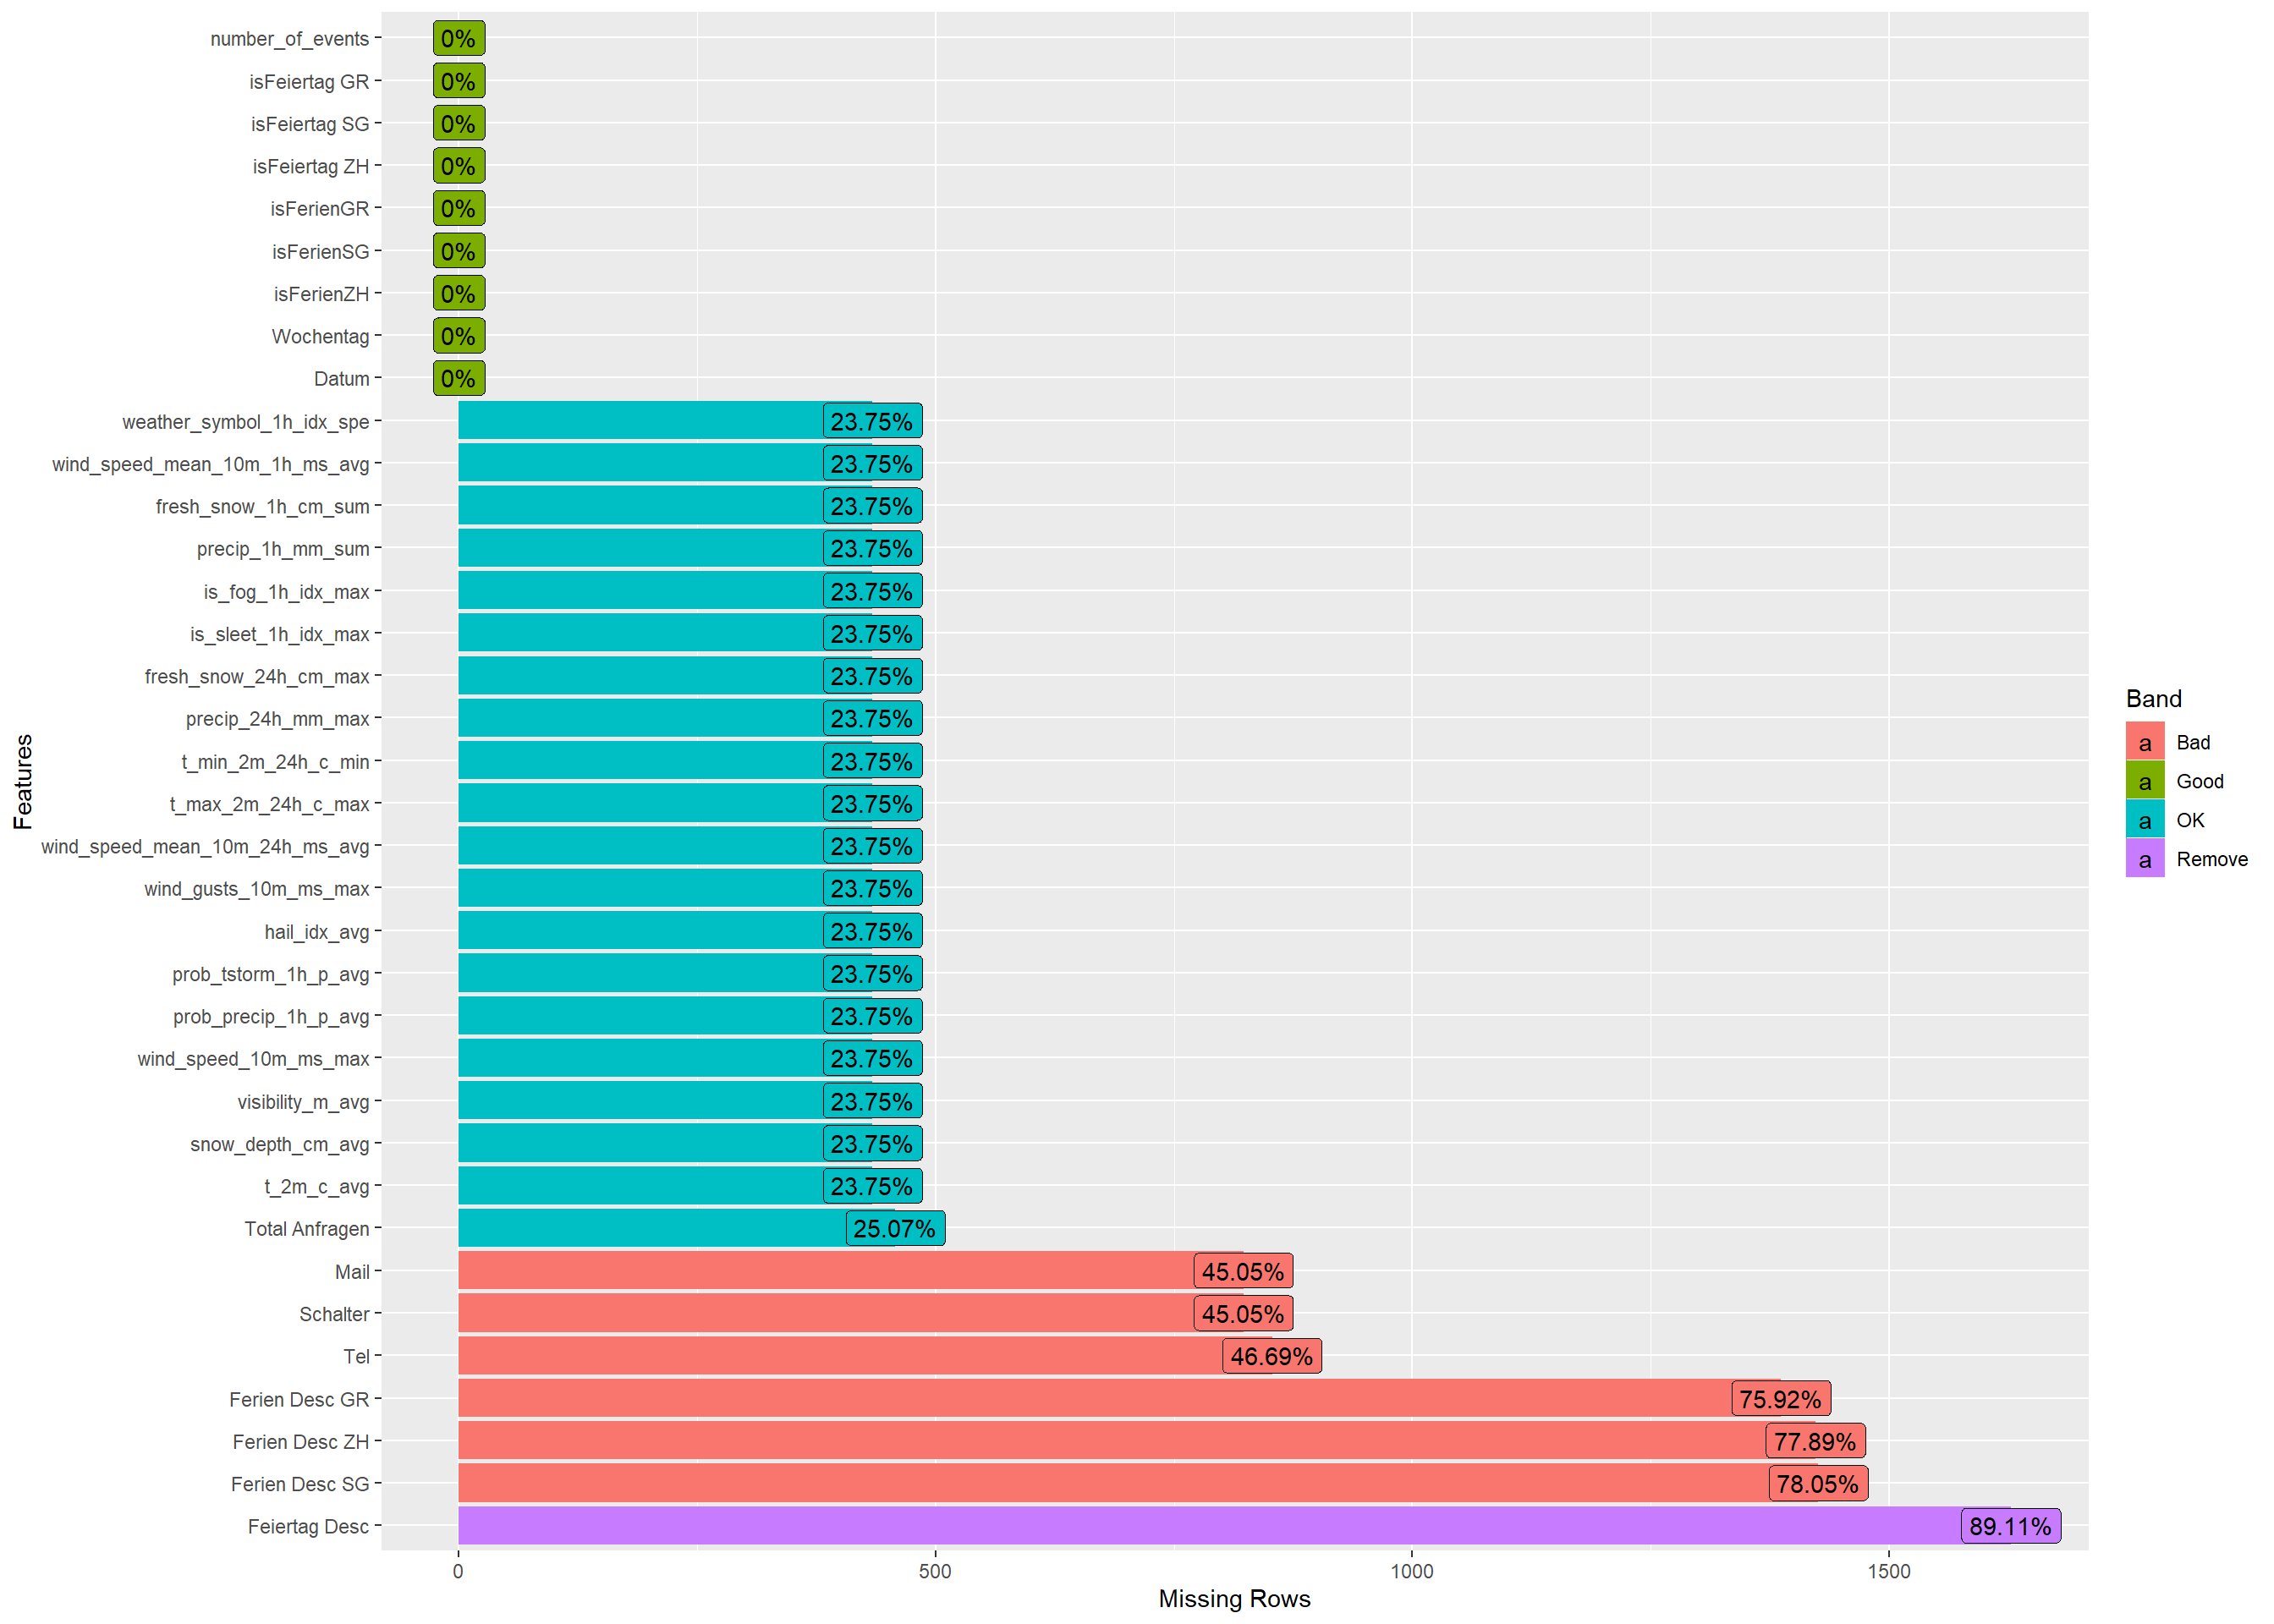 number_of_events 0%
isFeiertag GR 0%
isFeiertag SG 0%
isFeiertag ZH 0%
isFerienGR 0%
isFerienSG 0%
isFerienZH 0%
Wochentag 0%
Datum 0%
weather_symbol_1h_idx_spe 23.75%
wind_speed_mean_10m_1h_ms_avg 23.75%
fresh_snow_1h_cm_sum 23.75%
precip_1h_mm_sum 23.75%
is_fog_1h_idx_max 23.75%
is_sleet_1h_idx_max 23.75%
fresh_snow_24h_cm_max 23.75%
precip_24h_mm_max 23.75%
t_min_2m_24h_c_min 23.75%
t_max_2m_24h_c_max 23.75%
wind_speed_mean_10m_24h_ms_avg 23.75%
wind_gusts_10m_ms_max 23.75%
hail_idx_avg 23.75%
prob_tstorm_1h_p_avg 23.75%
prob_precip_1h_p_avg 23.75%
wind_speed_10m_ms_max 23.75%
visibility_m_avg 23.75%
snow_depth_cm_avg 23.75%
t_2m_c_avg 23.75%
Total Anfragen 25.07%
Mail 45.05%
Schalter 45.05%
Tel 46.69%
Ferien Desc GR 75.92%
Ferien Desc ZH 77.89%
Ferien Desc SG 78.05%
Feiertag Desc 89.11%
0 500 1000 1500
Missing Rows
Features
Band
a Bad
a Good
a OK
a Remove